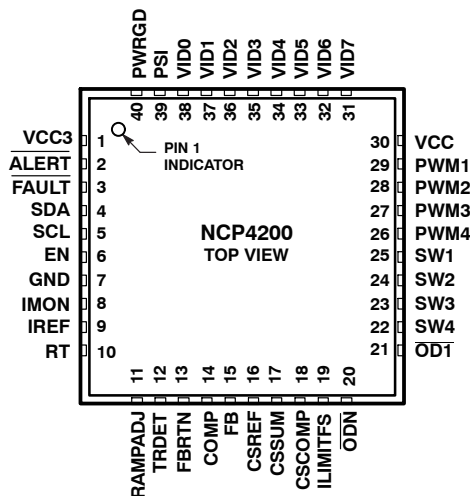 PWRGD
PSI
VID0
VID1
VID2
VID3
VID4
VID5
VID6
VID7
40
39
38
37
36
35
34
33
32
31
VCC3 1
ALERT 2
FAULT 3
SDA 4
SCL 5
EN 6
GND 7
IMON 8
IREF 9
RT 10
PIN 1
INDICATOR
NCP4200
TOP VIEW
30 VCC
29 PWM1
28 PWM2
27 PWM3
26 PWM4
25 SW1
24 SW2
23 SW3
22 SW4
21 OD1
11
12
13
14
15
16
17
18
19
20
RAMPADJ
TRDET
FBRTN
COMP
FB
CSREF
CSSUM
CSCOMP
ILIMITFS
ODN